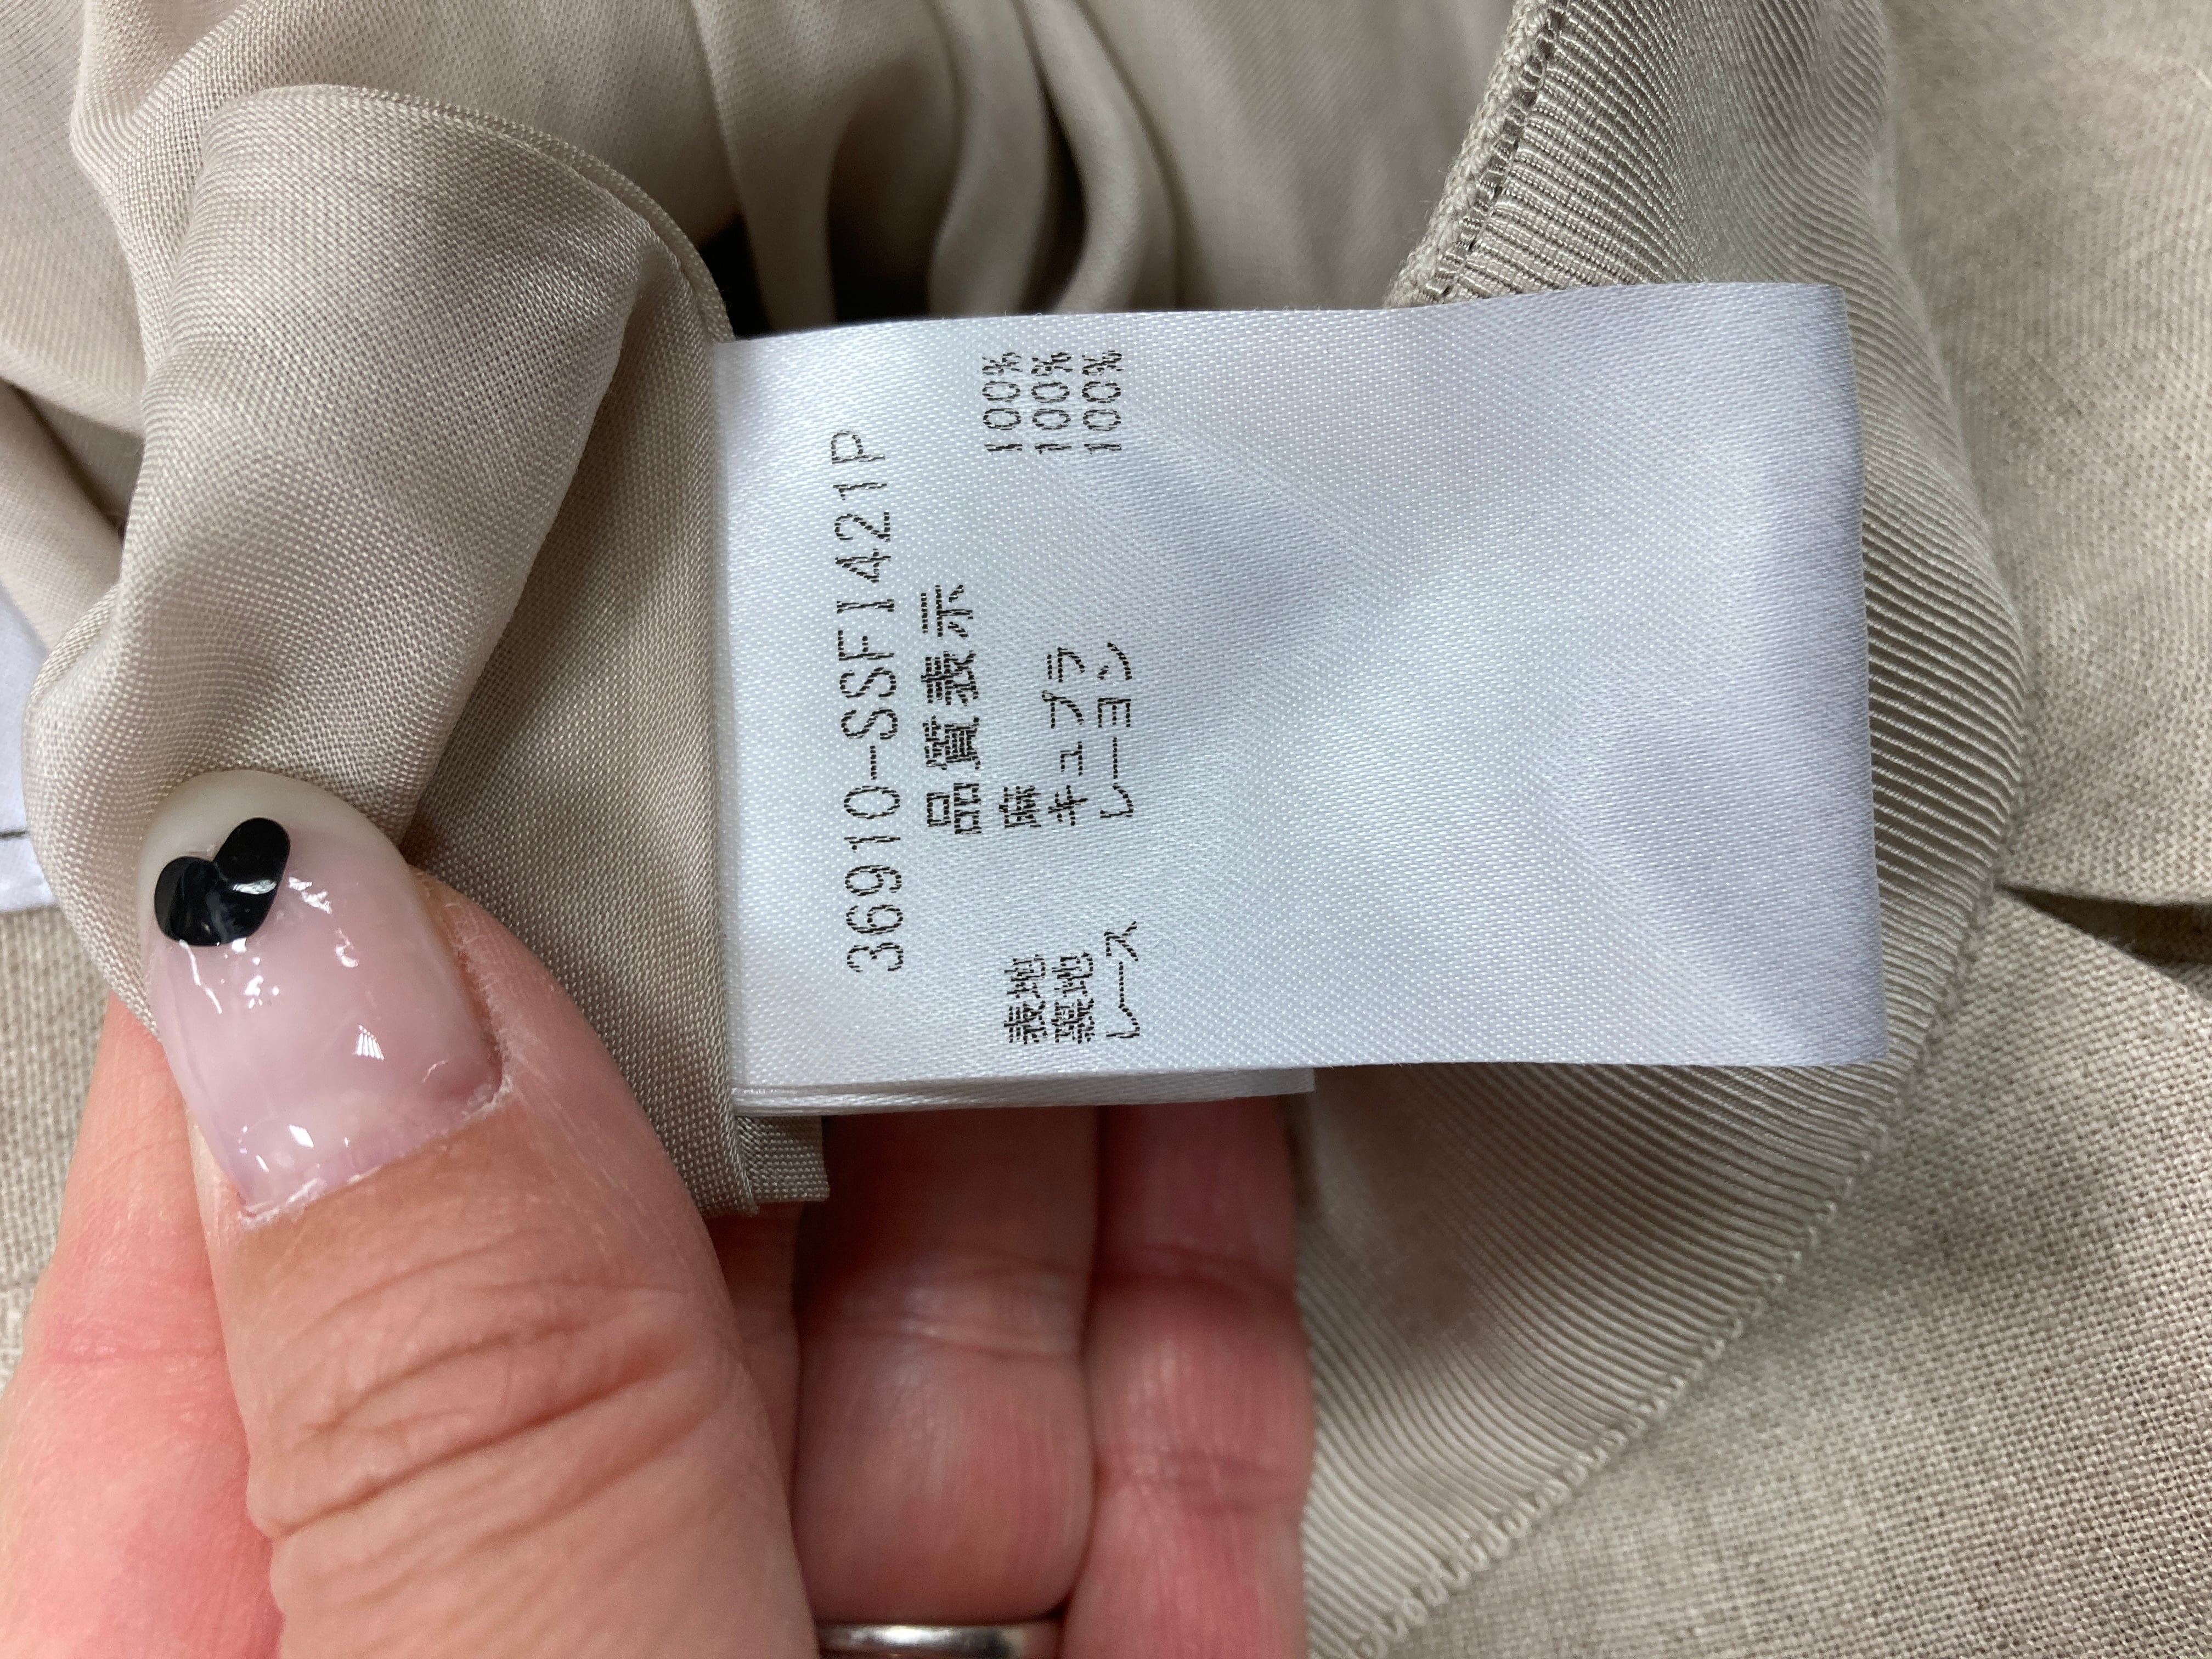 36910-SSFI421P
品質表示
表地 麻 100%
裏地 キュプラ 100%
レース レーヨン 100%